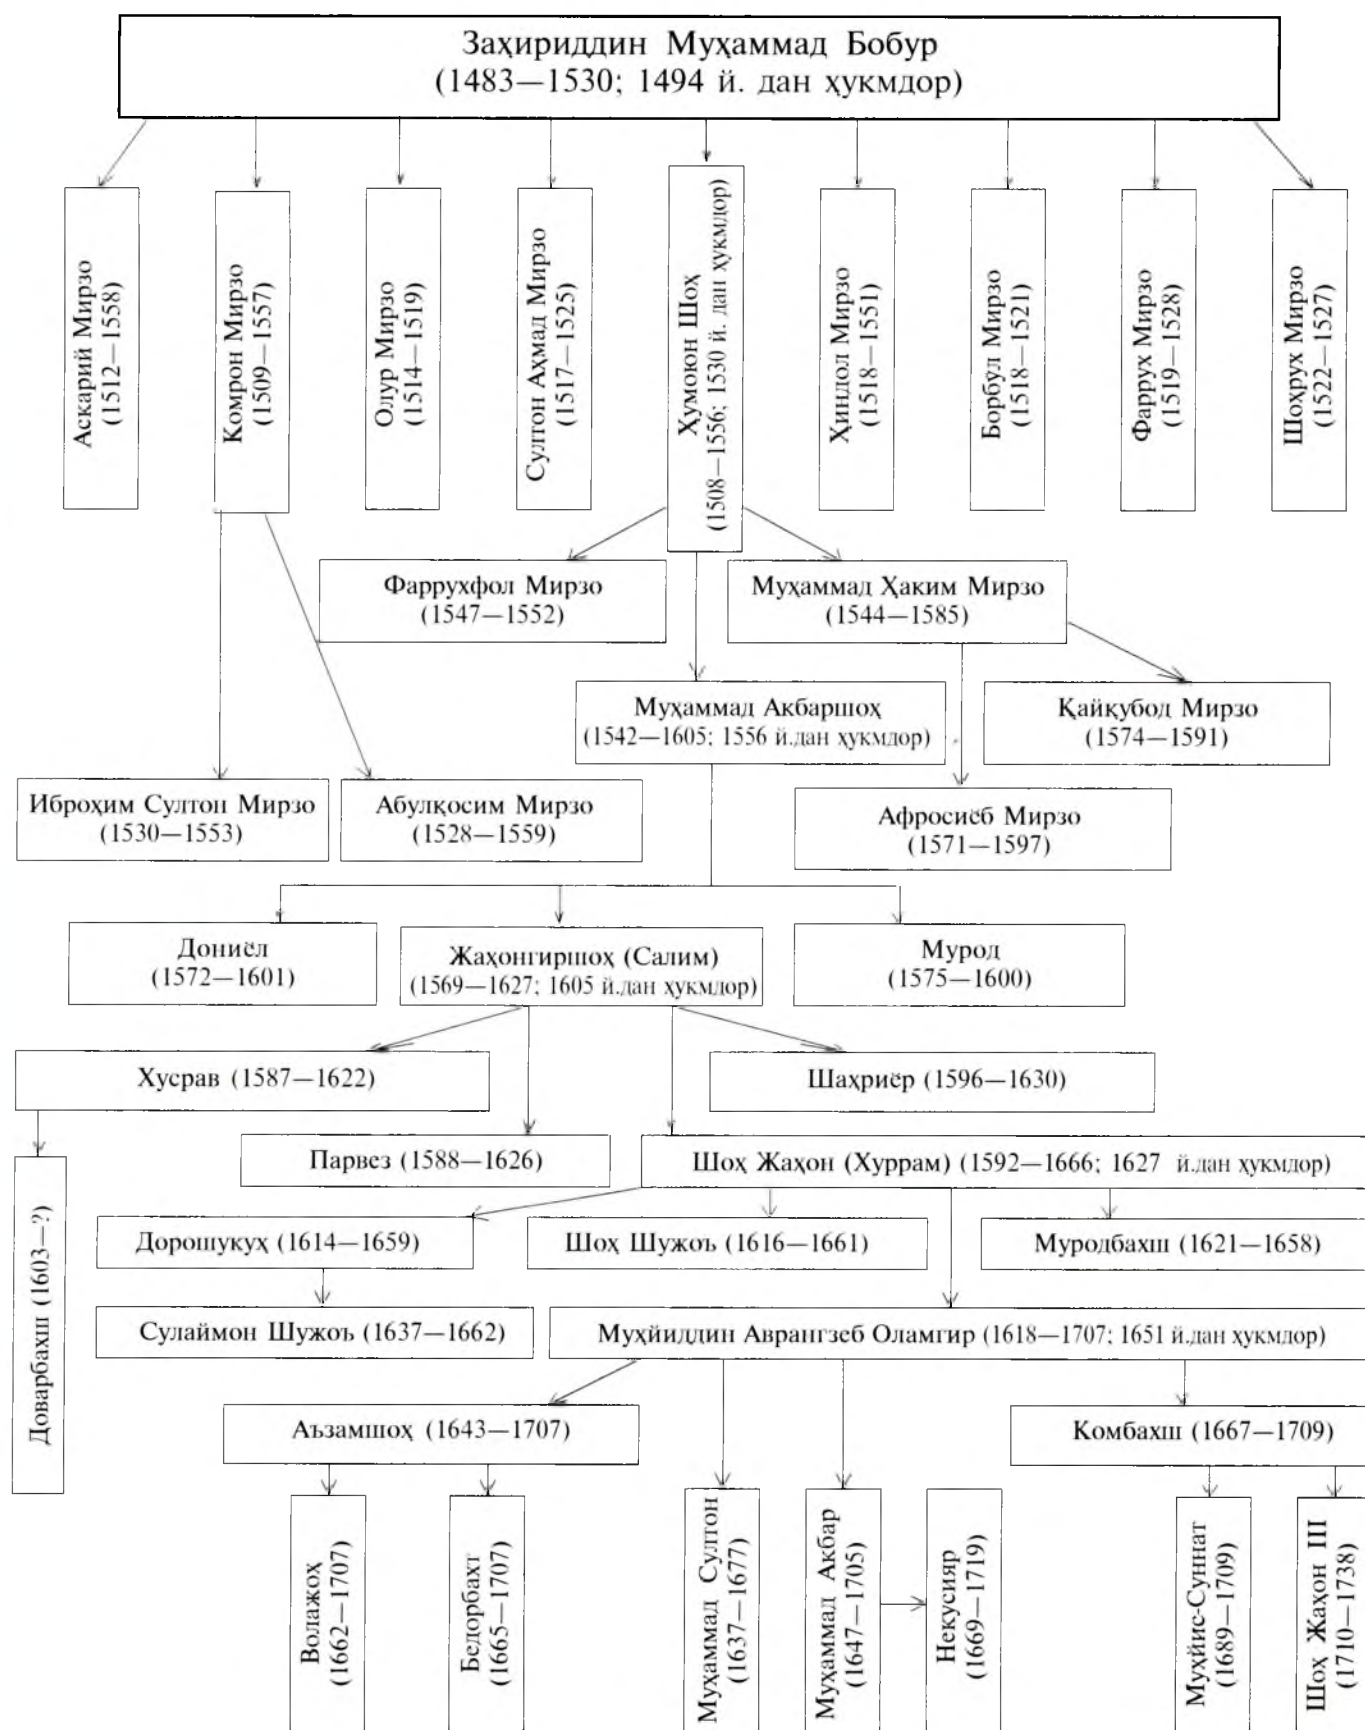 Заҳириддин Муҳаммад Бобур
(1483—1530; 1494 й. дан ҳукмдор)
Аскарий Мирзо
(1512—1558)
Комрон Мирзо
(1509—1557)
Олур Мирзо
(1514—1519)
Султон Аҳмад Мирзо
(1517—1525)
Ҳумоюн Шоҳ
(1508—1556; 1530 й. дан ҳукмдор)
Ҳиндол Мирзо
(1518—1551)
Борбўл Мирзо
(1518—1521)
Фаррух Мирзо
(1519—1528)
Шоҳрух Мирзо
(1522—1527)
Фаррухфол Мирзо
(1547—1552)
Муҳаммад Ҳаким Мирзо
(1544—1585)
Муҳаммад Акбаршоҳ
(1542—1605; 1556 й.дан ҳукмдор)
Қайқубод Мирзо
(1574—1591)
Иброҳим Султон Мирзо
(1530—1553)
Абулқосим Мирзо
(1528—1559)
Афросиёб Мирзо
(1571—1597)
Дониёл
(1572—1601)
Жаҳонгиршоҳ (Салим)
(1569—1627; 1605 й.дан ҳукмдор)
Мурод
(1575—1600)
Хусрав (1587—1622)
Шаҳриёр (1596—1630)
Парвез (1588—1626)
Шоҳ Жаҳон (Хуррам) (1592—1666; 1627 й.дан ҳукмдор)
Доварбахш (1603—?)
Дорошукуҳ (1614—1659)
Шоҳ Шужоъ (1616—1661)
Муродбахш (1621—1658)
Сулаймон Шужоъ (1637—1662)
Муҳйиддин Аврангзеб Оламгир (1618—1707; 1651 й.дан ҳукмдор)
Аъзамшоҳ (1643—1707)
Комбахш (1667—1709)
Волажоҳ
(1662—1707)
Бедорбахт
(1665—1707)
Муҳаммад Султон
(1637—1677)
Муҳаммад Акбар
(1647—1705)
Некусияр
(1669—1719)
Муҳйис-Суннат
(1689—1709)
Шоҳ Жаҳон III
(1710—1738)